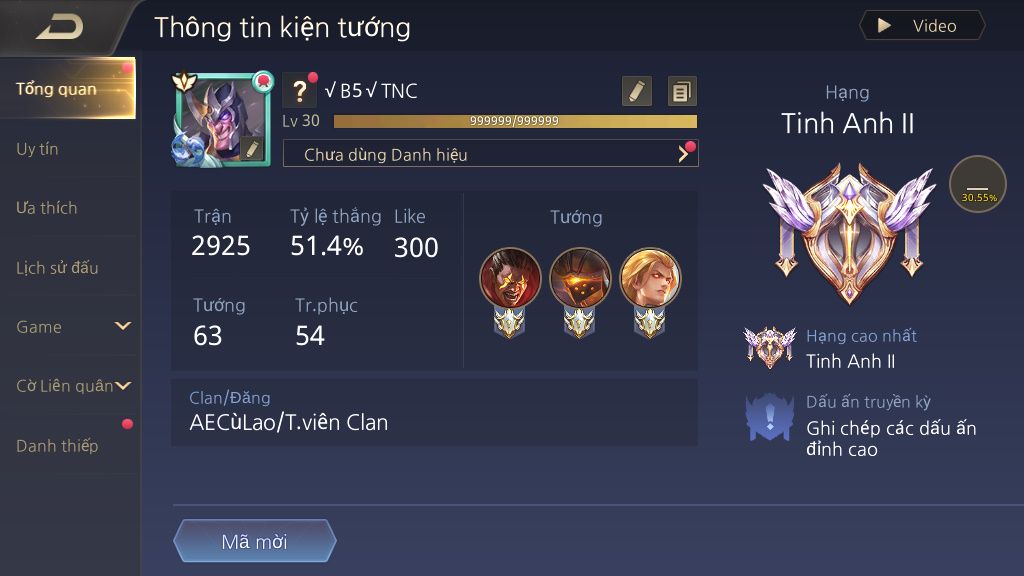 Thông tin kiện tướng
Video
Tổng quan
Uy tín
Ưa thích
Lịch sử đấu
Game
Cờ Liên quân
Danh thiếp
?
√ B5√ TNC
Lv 30
999999/999999
Chưa dùng Danh hiệu
Trận
Tỷ lệ thắng
Like
2925
51.4%
300
Tướng
Tr.phục
63
54
Tướng
Clan/Đăng
AECùLao/T.viên Clan
Mã mời
Hạng
Tinh Anh II
30.55%
Hạng cao nhất
Tinh Anh II
Dấu ấn truyền kỳ
Ghi chép các dấu ấn
đỉnh cao